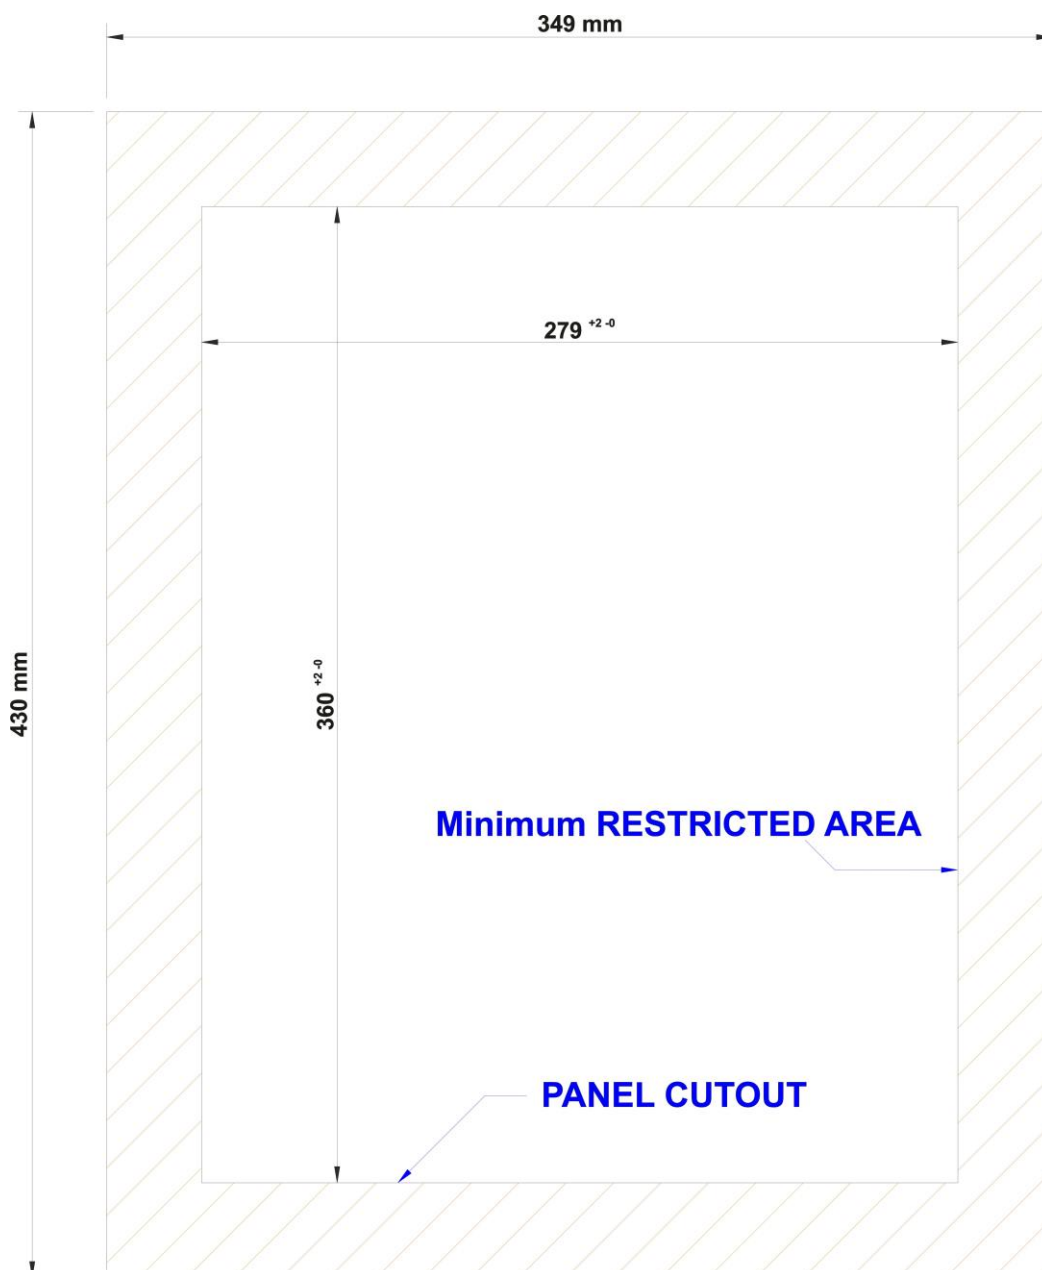 349 mm
279 +2 -0
430 mm
360 +2 -0
Minimum RESTRICTED AREA
PANEL CUTOUT